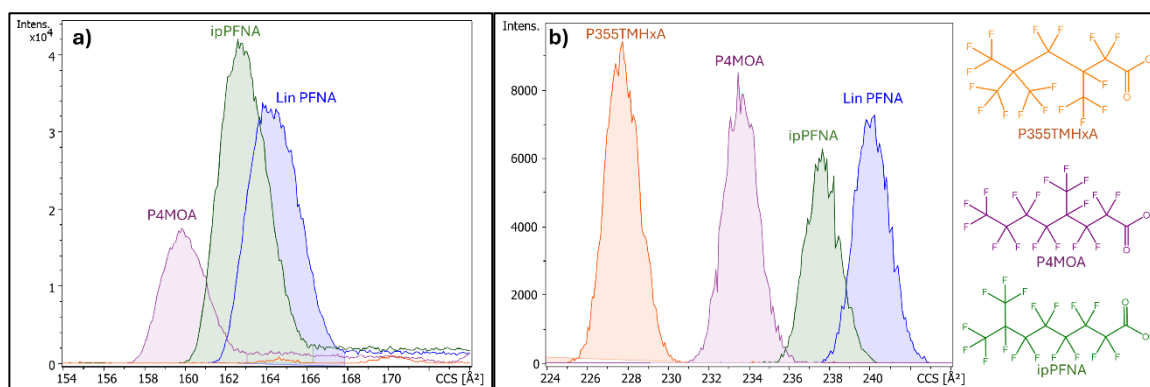 Intens.
x10⁴
a)
ipPFNA
Lin PFNA
P4MOA
4
3
2
1
0
154 156 158 160 162 164 166 168 170 CCS [Å²]
Intens.
b)
P355TMHxA
P4MOA
Lin PFNA
ipPFNA
8000
6000
4000
2000
0
224 226 228 230 232 234 236 238 240 CCS [Å²]
P355TMHxA
P4MOA
ipPFNA